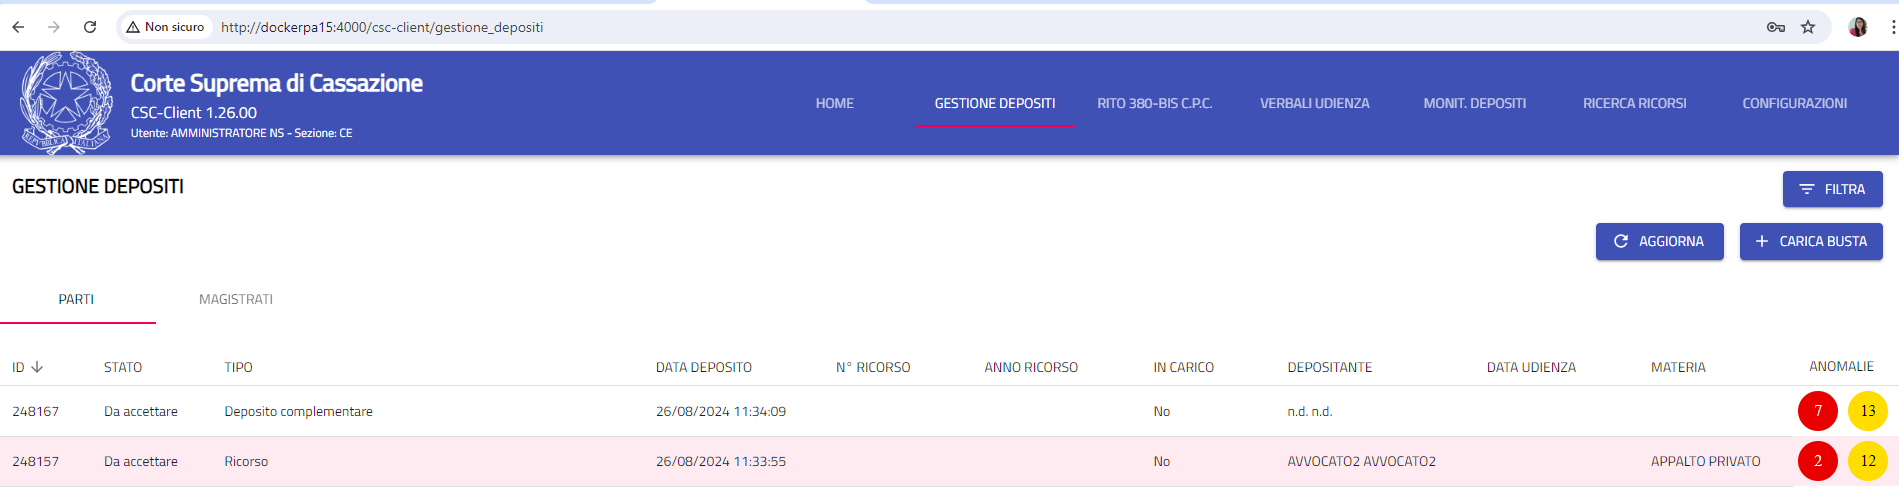 Non sicuro http://dockerpa15:4000/csc-client/gestione_depositi
Corte Suprema di Cassazione
CSC-Client 1.26.00
Utente: AMMINISTRATORE NS - Sezione: CE
HOME GESTIONE DEPOSITI RITO 380-BIS C.P.C. VERBALI UDIENZA MONIT. DEPOSITI RICERCA RICORSI CONFIGURAZIONI
GESTIONE DEPOSITI
FILTRA
AGGIORNA CARICA BUSTA
PARTI MAGISTRATI
ID STATO TIPO DATA DEPOSITO N° RICORSO ANNO RICORSO IN CARICO DEPOSITANTE DATA UDIENZA MATERIA ANOMALIE
248167 Da accettare Deposito complementare 26/08/2024 11:34:09 No n.d. n.d. 7 13
248157 Da accettare Ricorso 26/08/2024 11:33:55 No AVVOCATO2 AVVOCATO2 APPALTO PRIVATO 2 12